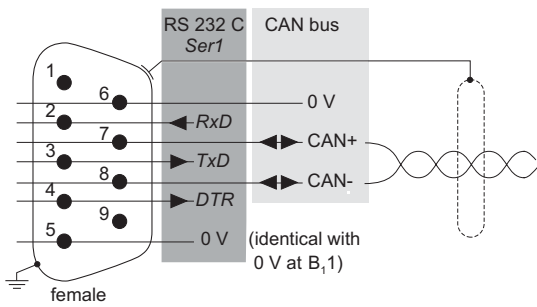 RS 232 C
Ser1
CAN bus
1
6
0 V
2
RxD
7
CAN+
3
TxD
8
CAN-
4
DTR
9
5
0 V
(identical with
0 V at B₁1)
female